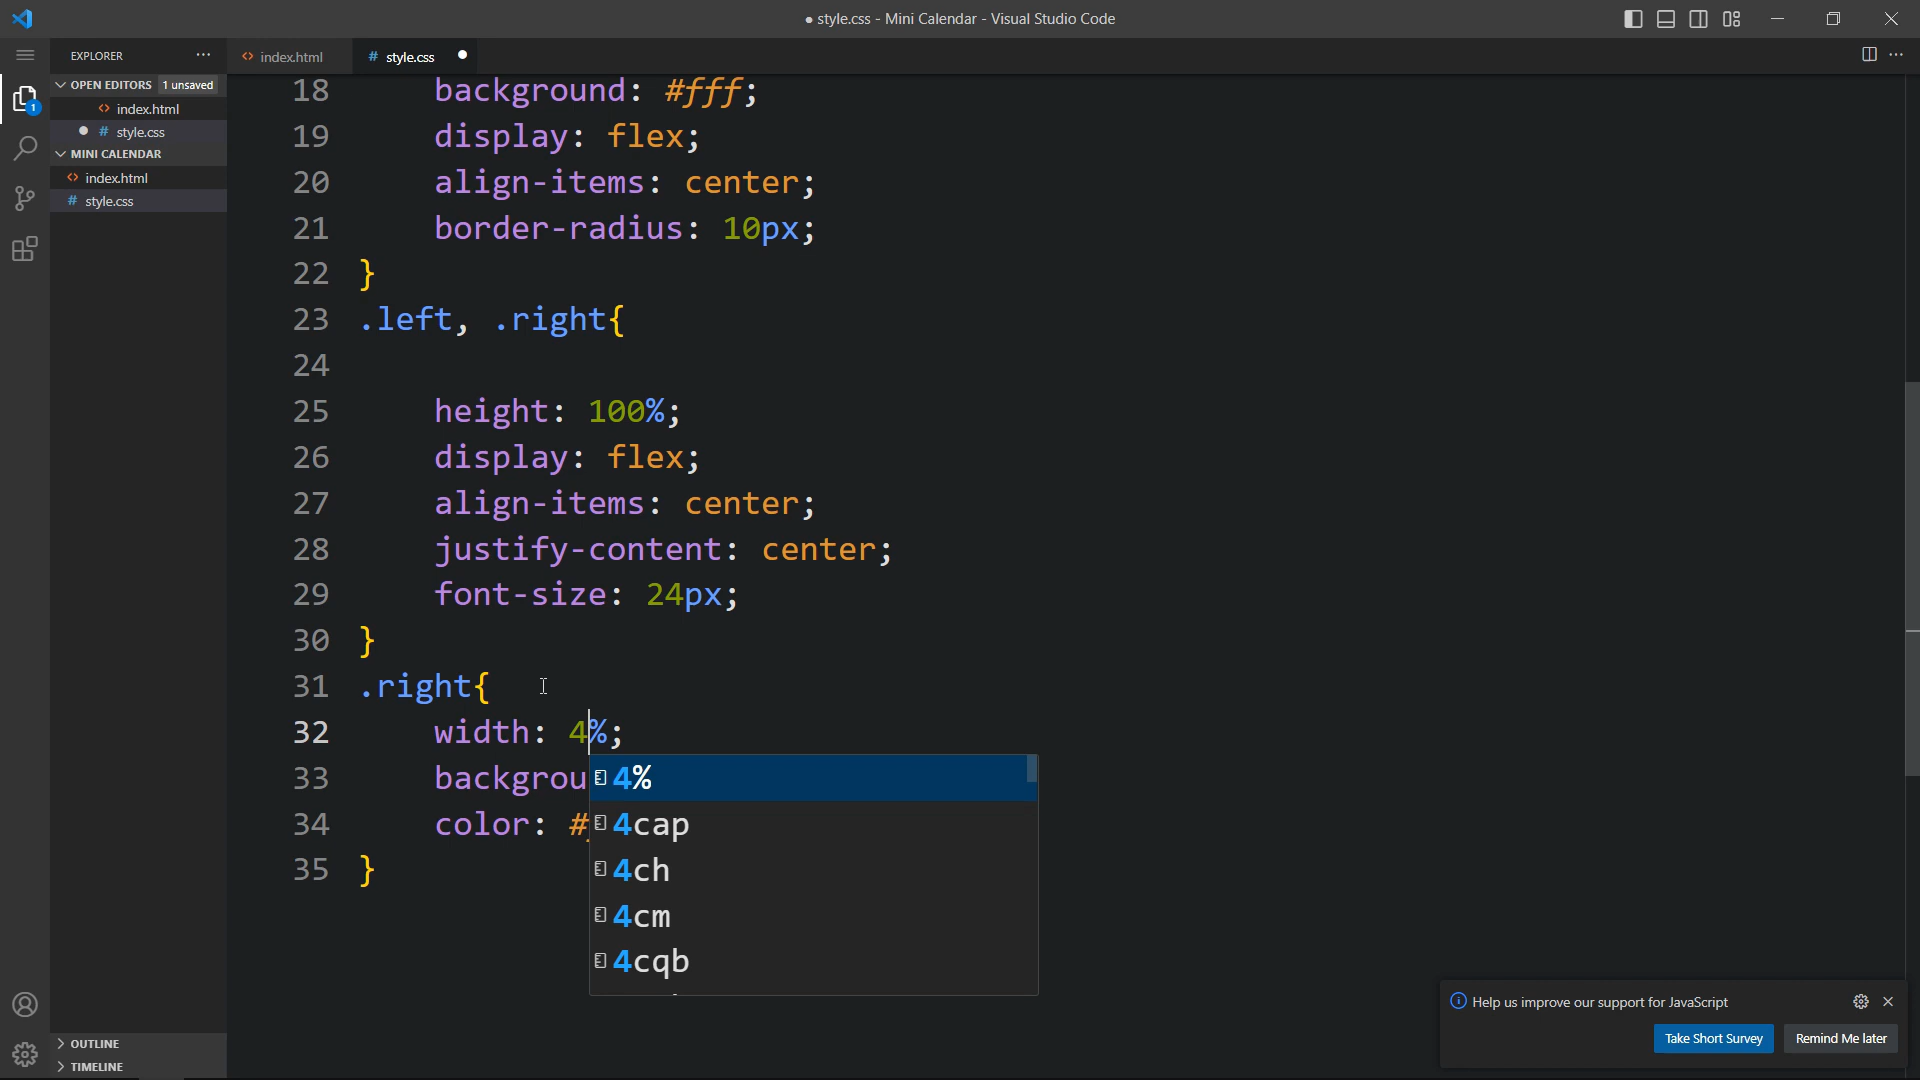 ● style.css - Mini Calendar - Visual Studio Code
EXPLORER
index.html
# style.css
OPEN EDITORS 1 unsaved
index.html
# style.css
MINI CALENDAR
index.html
# style.css
1
18 background: #fff;
19 display: flex;
20 align-items: center;
21 border-radius: 10px;
22 }
23 .left, .right{
24
25 height: 100%;
26 display: flex;
27 align-items: center;
28 justify-content: center;
29 font-size: 24px;
30 }
31 .right{
32 width: 4%;
33 backgrou
34 color: #
35 }
4%
4cap
4ch
4cm
4cqb
OUTLINE
TIMELINE
Help us improve our support for JavaScript
Take Short Survey
Remind Me later